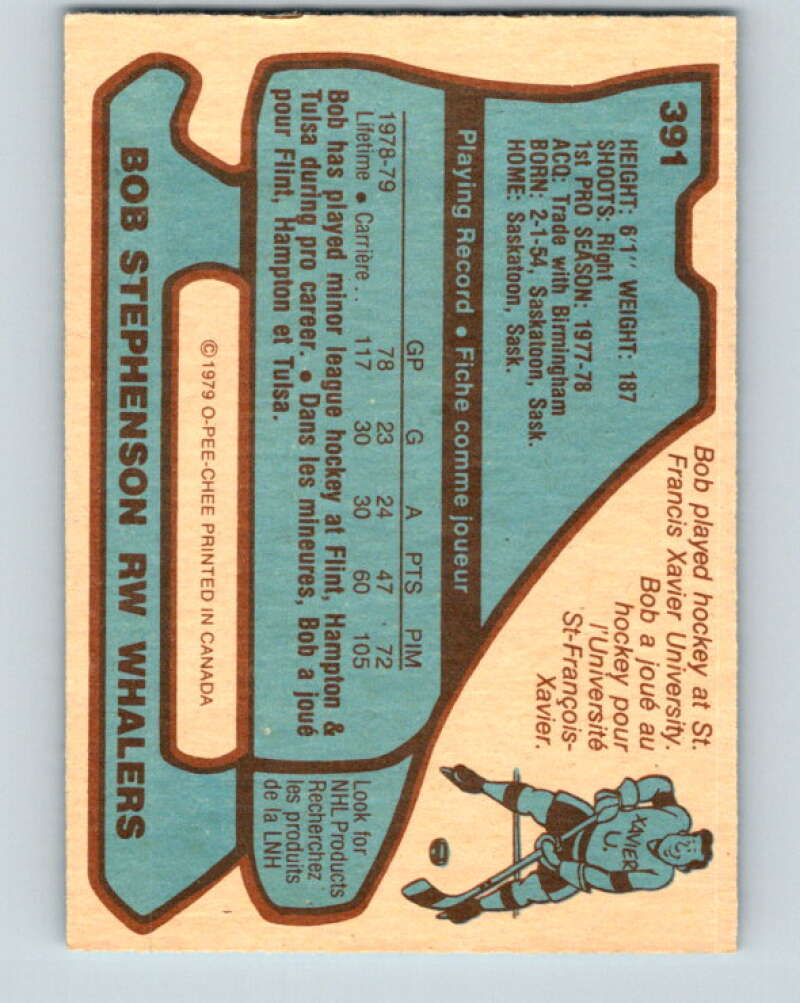 391
HEIGHT: 6'1" WEIGHT: 187
SHOOTS: Right
1st PRO SEASON: 1977-78
ACQ: Trade with Birmingham
BORN: 2-1-54, Saskatoon, Sask.
HOME: Saskatoon, Sask.
Bob played hockey at St.
Francis Xavier University.
Bob a joué au
hockey pour
l'Université
St-François-
Xavier.
XAVIER
U.
Playing Record • Fiche comme joueur
GP G A PTS PIM
1978-79 78 23 24 47 72
Lifetime • Carrière .. 117 30 30 60 105
Bob has played minor league hockey at Flint, Hampton &
Tulsa during pro career. • Dans les mineures, Bob a joué
pour Flint, Hampton et Tulsa.
Look for
NHL Products
Recherchez
les produits
de la LNH
©1979 O-PEE-CHEE PRINTED IN CANADA
BOB STEPHENSON RW WHALERS